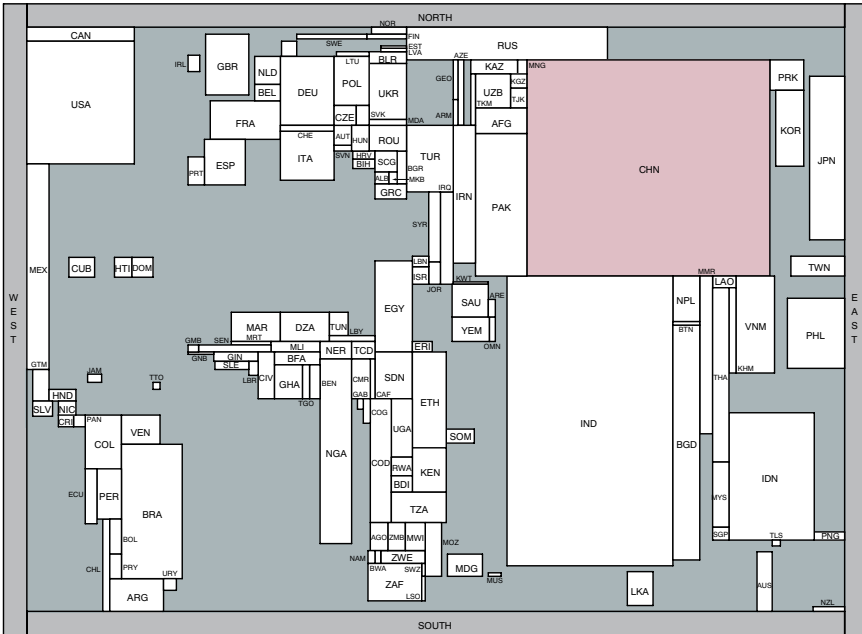 NORTH
CAN
NOR
SWE
FIN
RUS
USA
IRL
GBR
EST
LVA
LTU
BLR
AZE
KAZ
MNG
PRK
NLD
BEL
DEU
POL
UKR
GEO
UZB
KGZ
TKM
TJK
JPN
FRA
CZE
SVK
MDA
ARM
AFG
KOR
CHE
AUT
HUN
ROU
ESP
ITA
SVN
HRV
BIH
SCG
BGR
TUR
CHN
PRT
ALB
MKB
GRC
IRQ
IRN
PAK
SYR
MEX
CUB
HTI
DOM
LBN
ISR
JOR
KWT
MMR
LAO
TWN
WEST
EAST
EGY
SAU
ARE
NPL
VNM
MAR
DZA
TUN
LBY
YEM
OMN
BTN
PHL
GMB
SEN
MRT
MLI
NER
TCD
ERI
GNB
GIN
SLE
BFA
GTM
JAM
TTO
LBR
CIV
GHA
TGO
BEN
CMR
GAB
SDN
CAF
ETH
KHM
THA
HND
SLV
NIC
CRI
PAN
COG
COL
VEN
UGA
SOM
IND
BGD
NGA
COD
RWA
KEN
BDI
IDN
ECU
PER
BRA
TZA
MYS
SGP
TLS
PNG
BOL
AGO
ZMB
MWI
MOZ
CHL
PRY
URY
NAM
BWA
ZWE
SWZ
MDG
MUS
ARG
ZAF
LSO
LKA
AUS
NZL
SOUTH